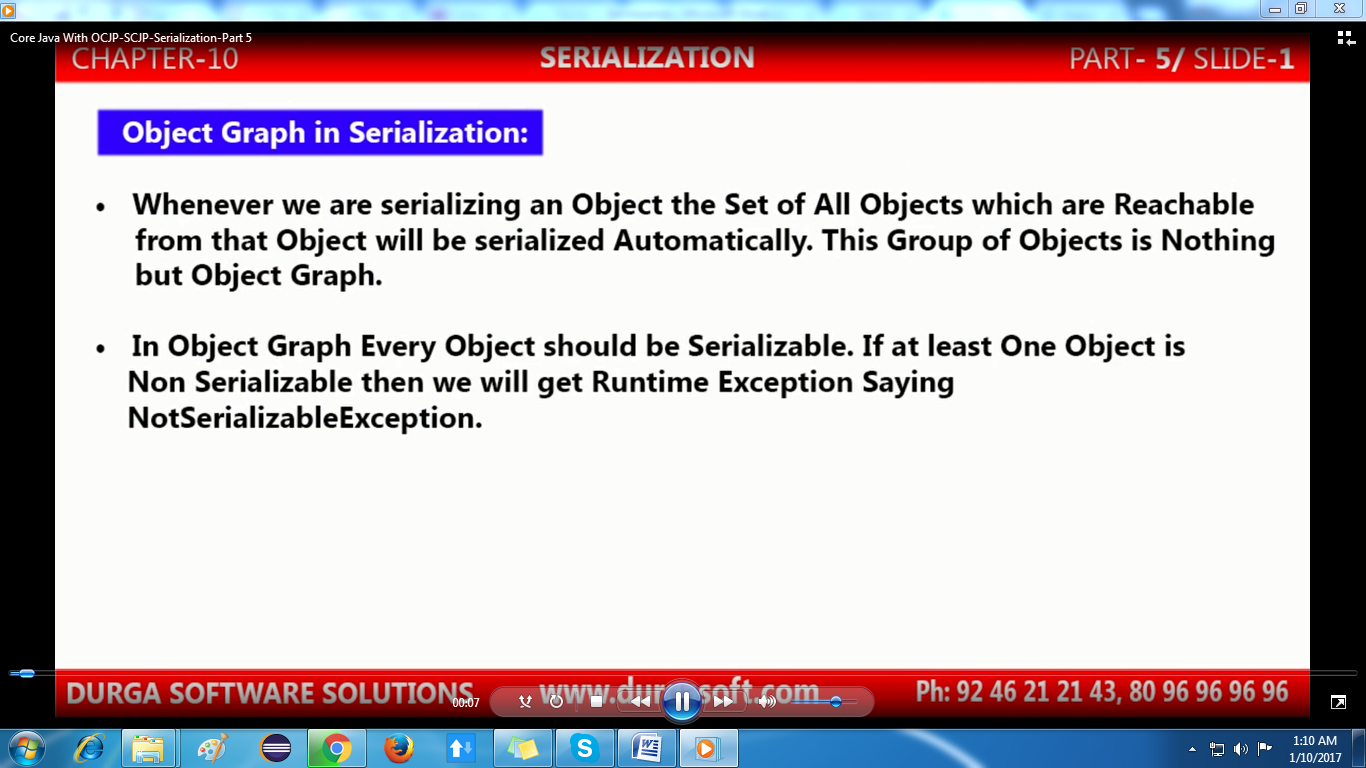 Core Java With OCJP-SCJP-Serialization-Part 5
CHAPTER-10 SERIALIZATION PART- 5/ SLIDE-1
Object Graph in Serialization:
• Whenever we are serializing an Object the Set of All Objects which are Reachable
from that Object will be serialized Automatically. This Group of Objects is Nothing
but Object Graph.
• In Object Graph Every Object should be Serializable. If at least One Object is
Non Serializable then we will get Runtime Exception Saying
NotSerializableException.
DURGA SOFTWARE SOLUTIONS www.durgasoft.com Ph: 92 46 21 21 43, 80 96 96 96 96
00:07
1:10 AM
1/10/2017